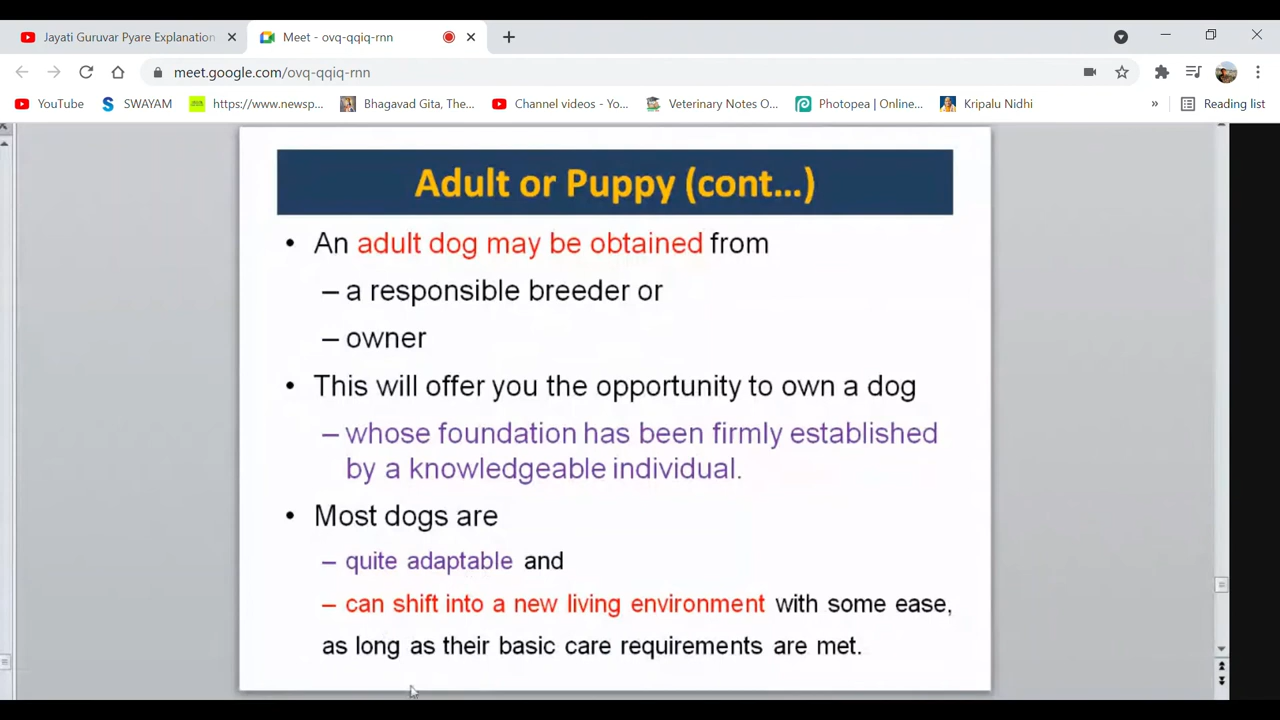 Jayati Guruvar Pyare Explanation
Meet - ovq-qqiq-rnn
meet.google.com/ovq-qqiq-rnn
YouTube
SWAYAM
https://www.newsp...
Bhagavad Gita, The...
Channel videos - Yo...
Veterinary Notes O...
Photopea | Online...
Kripalu Nidhi
»
Reading list
Adult or Puppy (cont...)
• An adult dog may be obtained from
– a responsible breeder or
– owner
• This will offer you the opportunity to own a dog
– whose foundation has been firmly established
by a knowledgeable individual.
• Most dogs are
– quite adaptable and
– can shift into a new living environment with some ease,
as long as their basic care requirements are met.